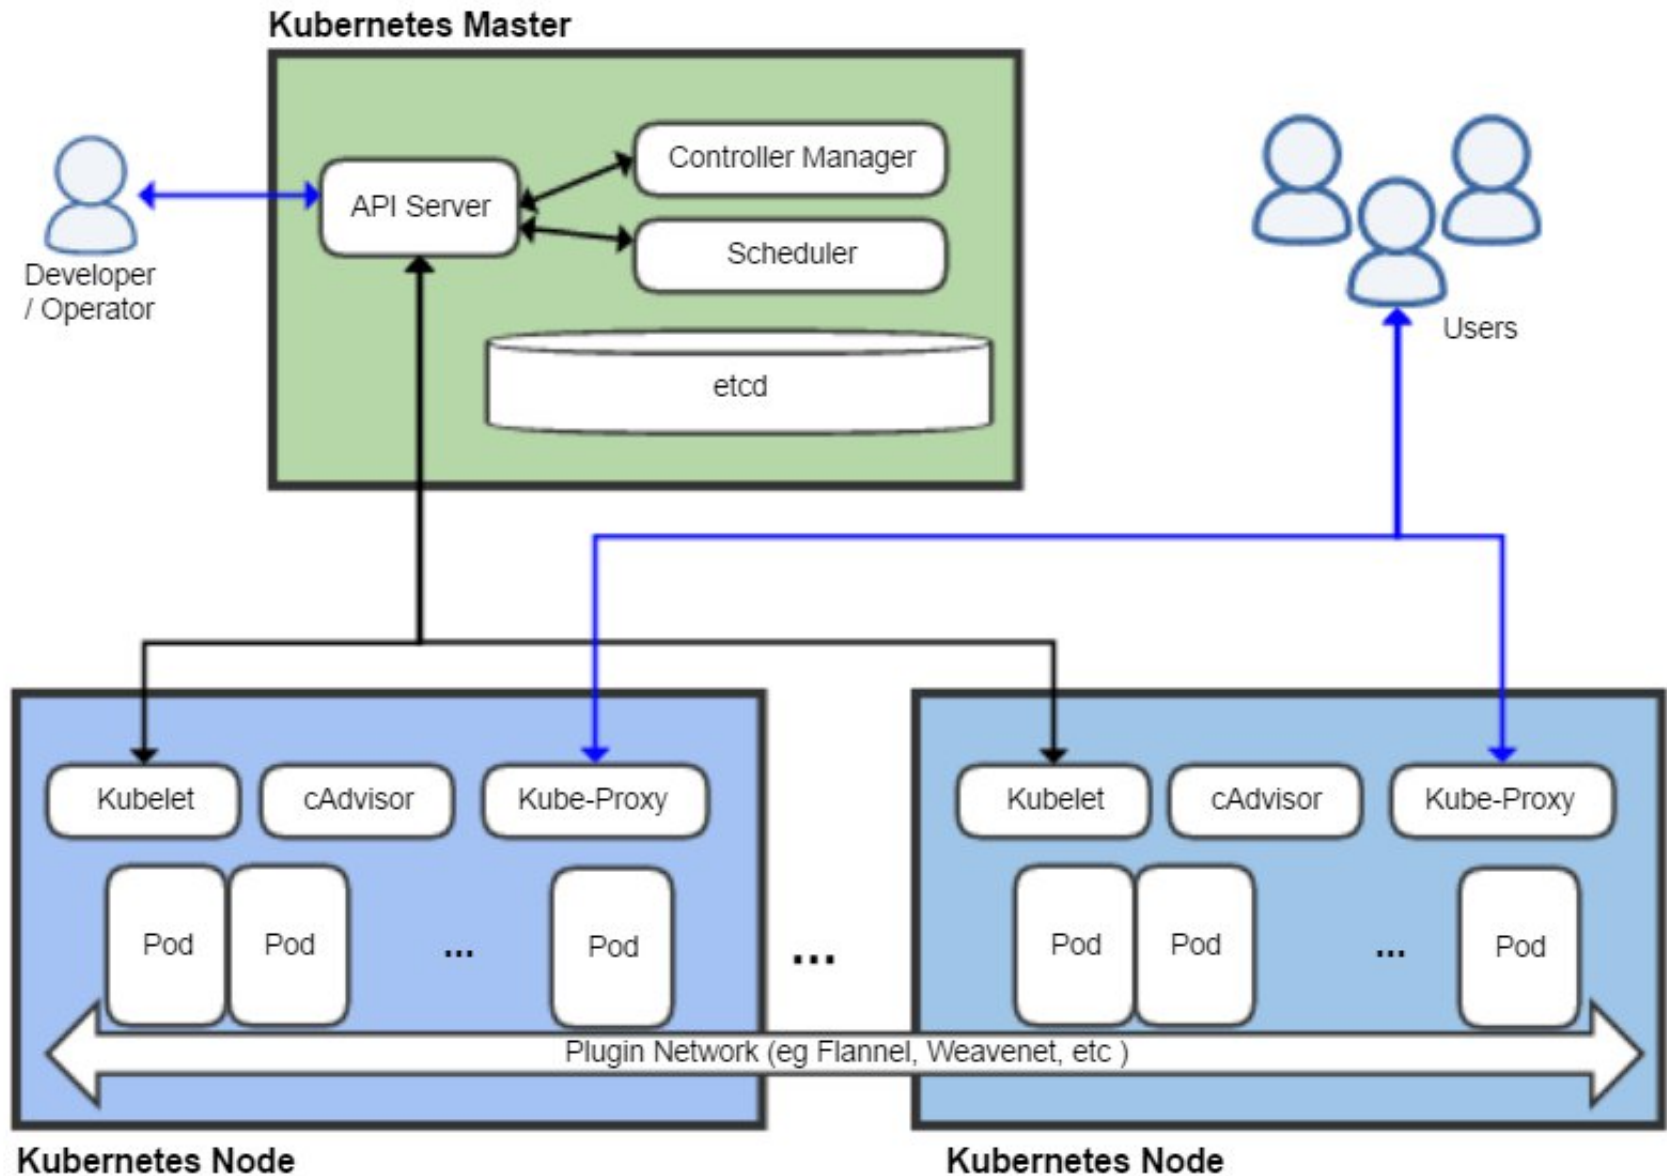 Kubernetes Master
Controller Manager
API Server
Scheduler
etcd
Developer
/ Operator
Users
Kubelet
cAdvisor
Kube-Proxy
Pod
Pod
...
Pod
...
Kubelet
cAdvisor
Kube-Proxy
Pod
Pod
...
Pod
Plugin Network (eg Flannel, Weavenet, etc )
Kubernetes Node
Kubernetes Node